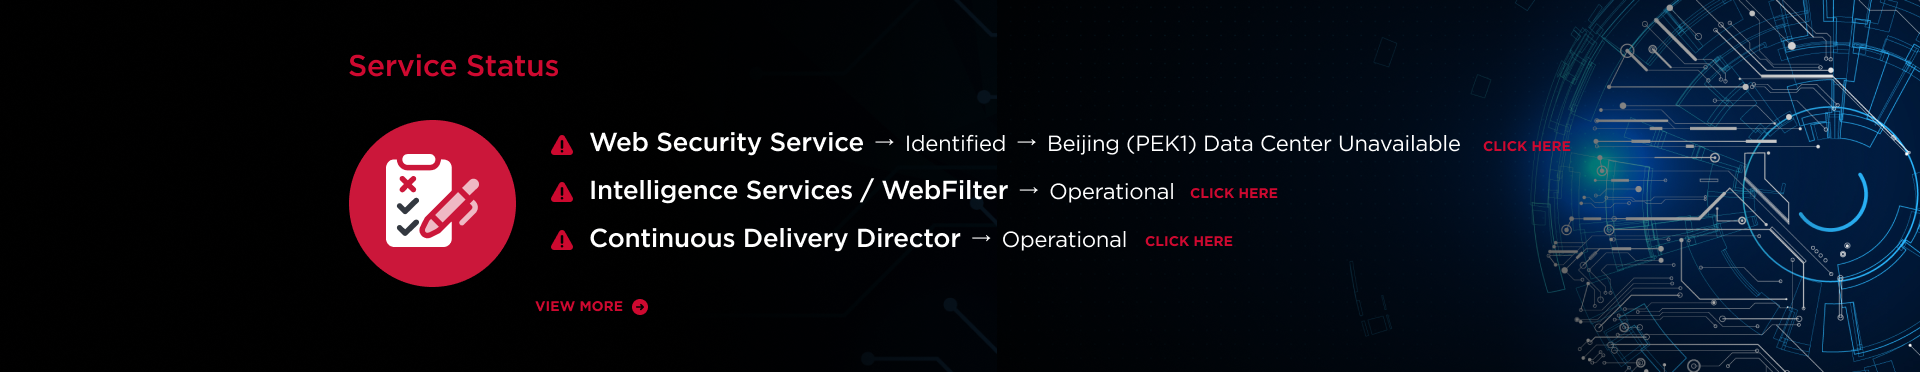 Service Status
Web Security Service → Identified → Beijing (PEK1) Data Center Unavailable CLICK HERE
Intelligence Services / WebFilter → Operational CLICK HERE
Continuous Delivery Director → Operational CLICK HERE
VIEW MORE